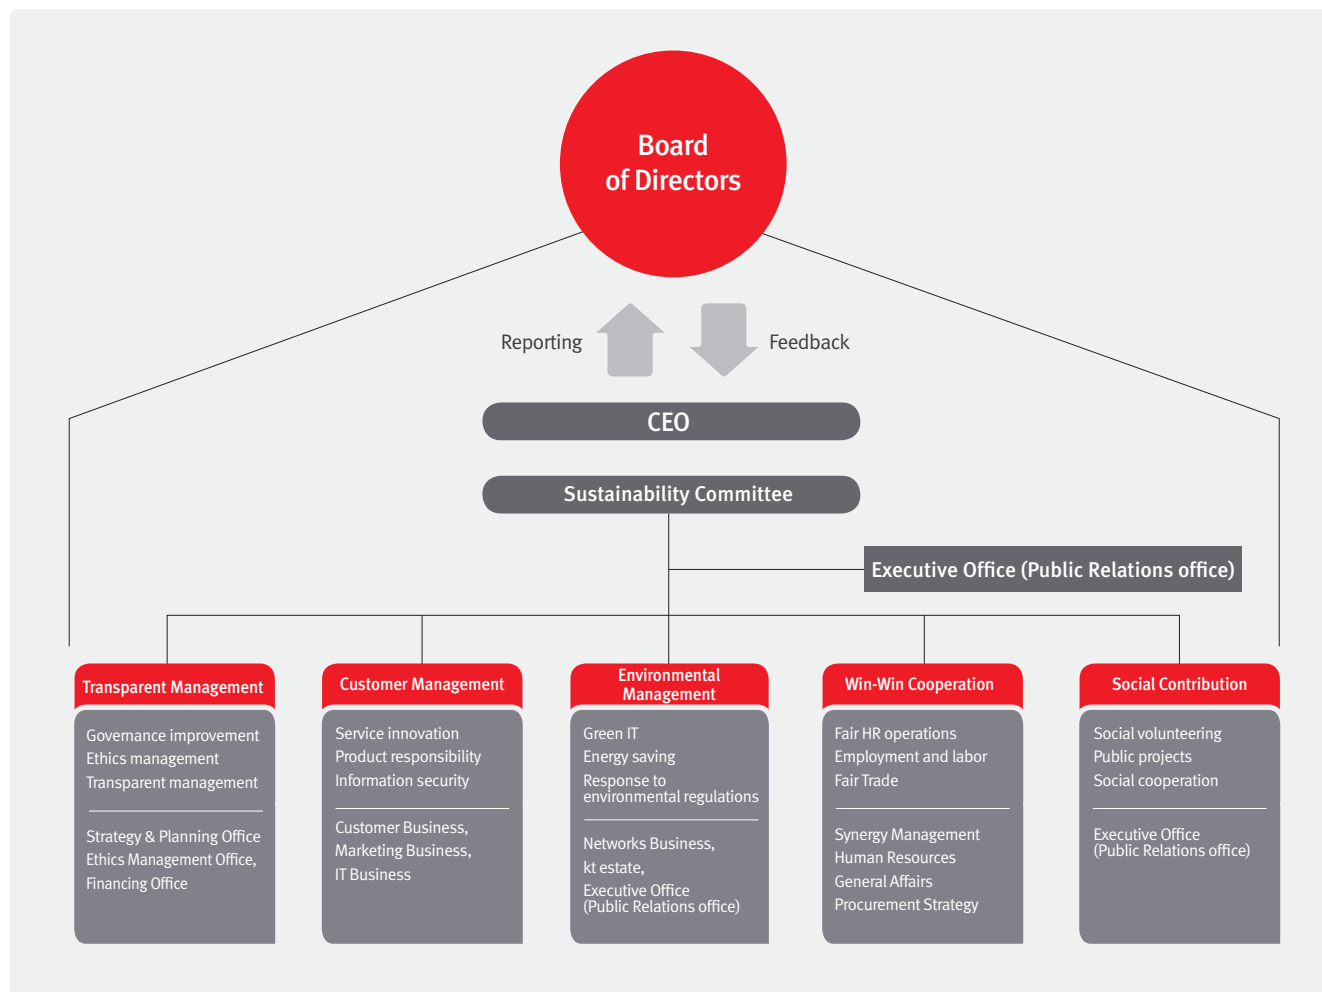 Board
of Directors
Reporting
Feedback
CEO
Sustainability Committee
Executive Office (Public Relations office)
Transparent Management
Governance improvement
Ethics management
Transparent management
Strategy & Planning Office
Ethics Management Office,
Financing Office
Customer Management
Service innovation
Product responsibility
Information security
Customer Business,
Marketing Business,
IT Business
Environmental
Management
Green IT
Energy saving
Response to
environmental regulations
Networks Business,
kt estate,
Executive Office
(Public Relations office)
Win-Win Cooperation
Fair HR operations
Employment and labor
Fair Trade
Synergy Management
Human Resources
General Affairs
Procurement Strategy
Social Contribution
Social volunteering
Public projects
Social cooperation
Executive Office
(Public Relations office)